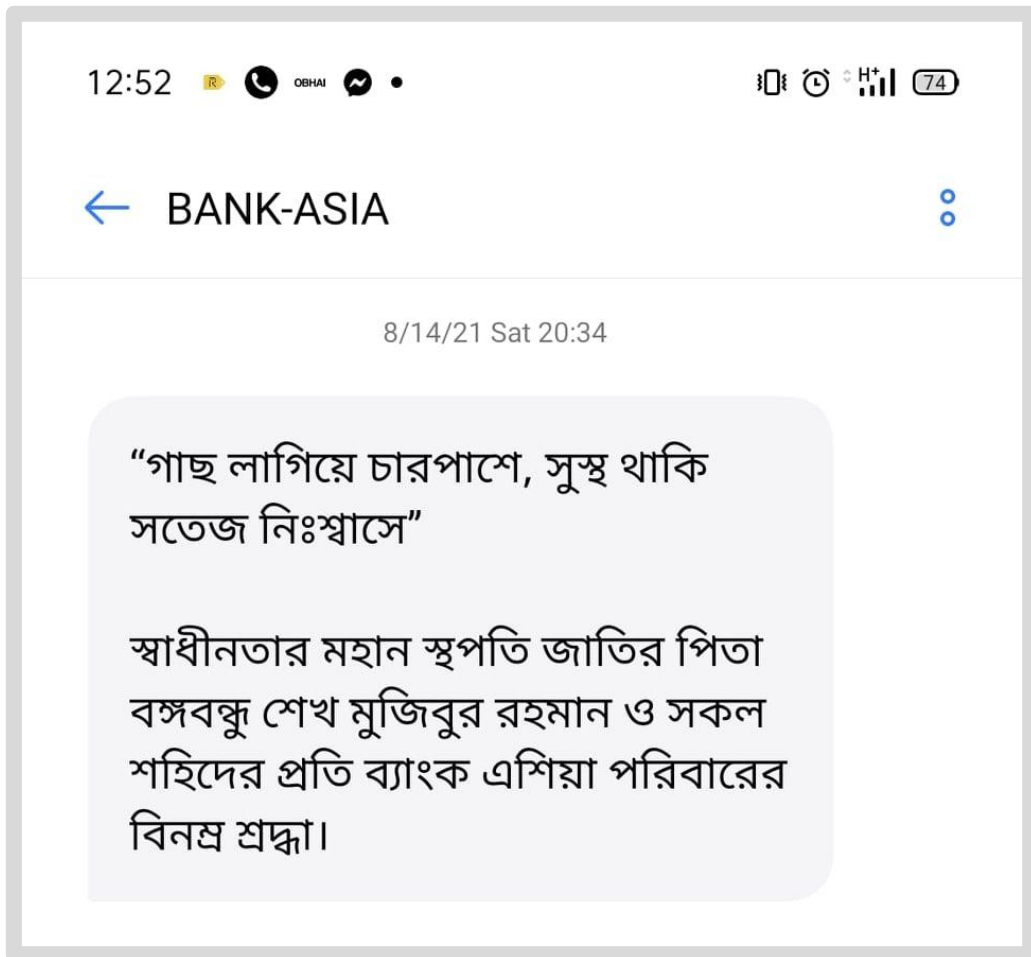 12:52 R OBHAI H+ 74
BANK-ASIA
8/14/21 Sat 20:34
“গাছ লাগিয়ে চারপাশে, সুস্থ থাকি
সতেজ নিঃশ্বাসে”
স্বাধীনতার মহান স্থপতি জাতির পিতা
বঙ্গবন্ধু শেখ মুজিবুর রহমান ও সকল
শহিদের প্রতি ব্যাংক এশিয়া পরিবারের
বিনম্র শ্রদ্ধা।